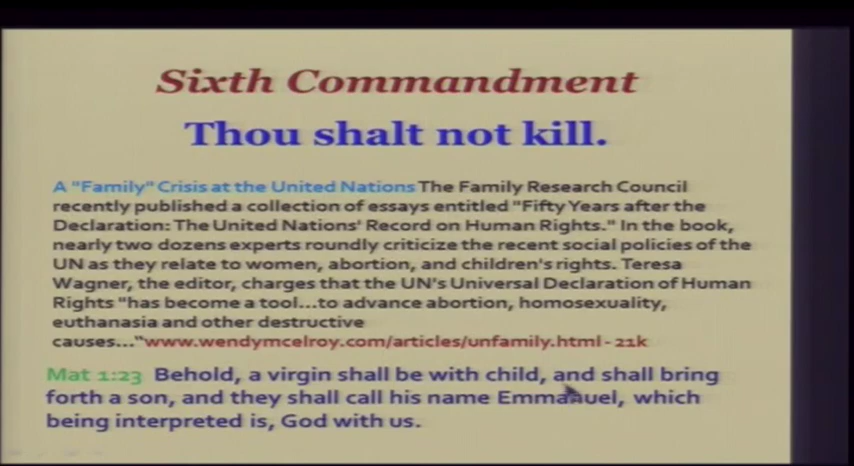 Sixth Commandment
Thou shalt not kill.
A "Family" Crisis at the United Nations The Family Research Council
recently published a collection of essays entitled "Fifty Years after the
Declaration: The United Nations' Record on Human Rights." In the book,
nearly two dozens experts roundly criticize the recent social policies of the
UN as they relate to women, abortion, and children's rights. Teresa
Wagner, the editor, charges that the UN's Universal Declaration of Human
Rights "has become a tool...to advance abortion, homosexuality,
euthanasia and other destructive
causes..."www.wendymcelroy.com/articles/unfamily.html - 21k
Mat 1:23 Behold, a virgin shall be with child, and shall bring
forth a son, and they shall call his name Emmanuel, which
being interpreted is, God with us.